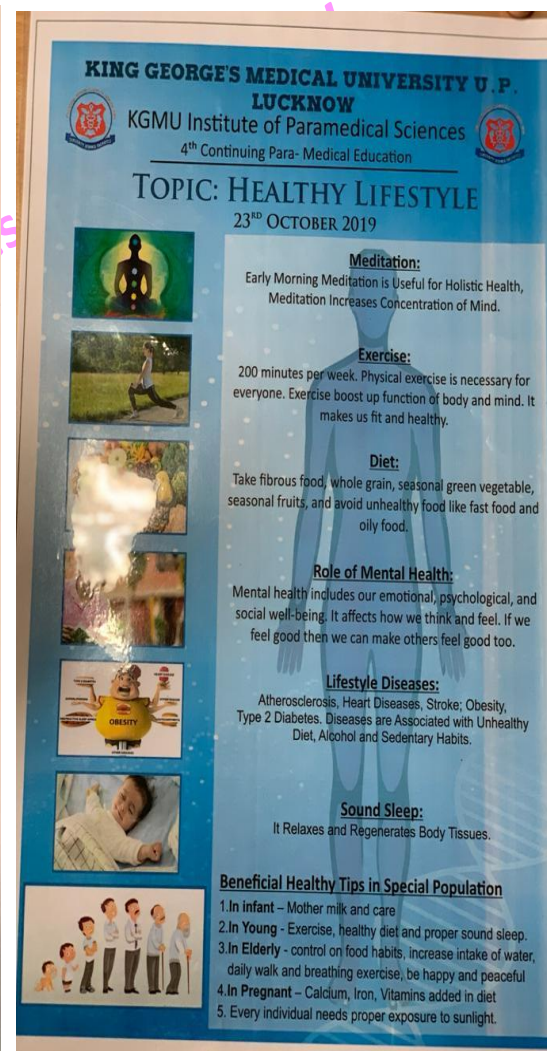 KING GEORGE'S MEDICAL UNIVERSITY U.P.
LUCKNOW
KGMU Institute of Paramedical Sciences
4th Continuing Para- Medical Education
TOPIC: HEALTHY LIFESTYLE
23RD OCTOBER 2019
Meditation:
Early Morning Meditation is Useful for Holistic Health,
Meditation Increases Concentration of Mind.
Exercise:
200 minutes per week. Physical exercise is necessary for
everyone. Exercise boost up function of body and mind. It
makes us fit and healthy.
Diet:
Take fibrous food, whole grain, seasonal green vegetable,
seasonal fruits, and avoid unhealthy food like fast food and
oily food.
Role of Mental Health:
Mental health includes our emotional, psychological, and
social well-being. It affects how we think and feel. If we
feel good then we can make others feel good too.
OBESITY
Lifestyle Diseases:
Atherosclerosis, Heart Diseases, Stroke; Obesity,
Type 2 Diabetes. Diseases are Associated with Unhealthy
Diet, Alcohol and Sedentary Habits.
Sound Sleep:
It Relaxes and Regenerates Body Tissues.
Beneficial Healthy Tips in Special Population
1.In infant – Mother milk and care
2.In Young - Exercise, healthy diet and proper sound sleep.
3.In Elderly - control on food habits, increase intake of water,
daily walk and breathing exercise, be happy and peaceful
4.In Pregnant – Calcium, Iron, Vitamins added in diet
5. Every individual needs proper exposure to sunlight.